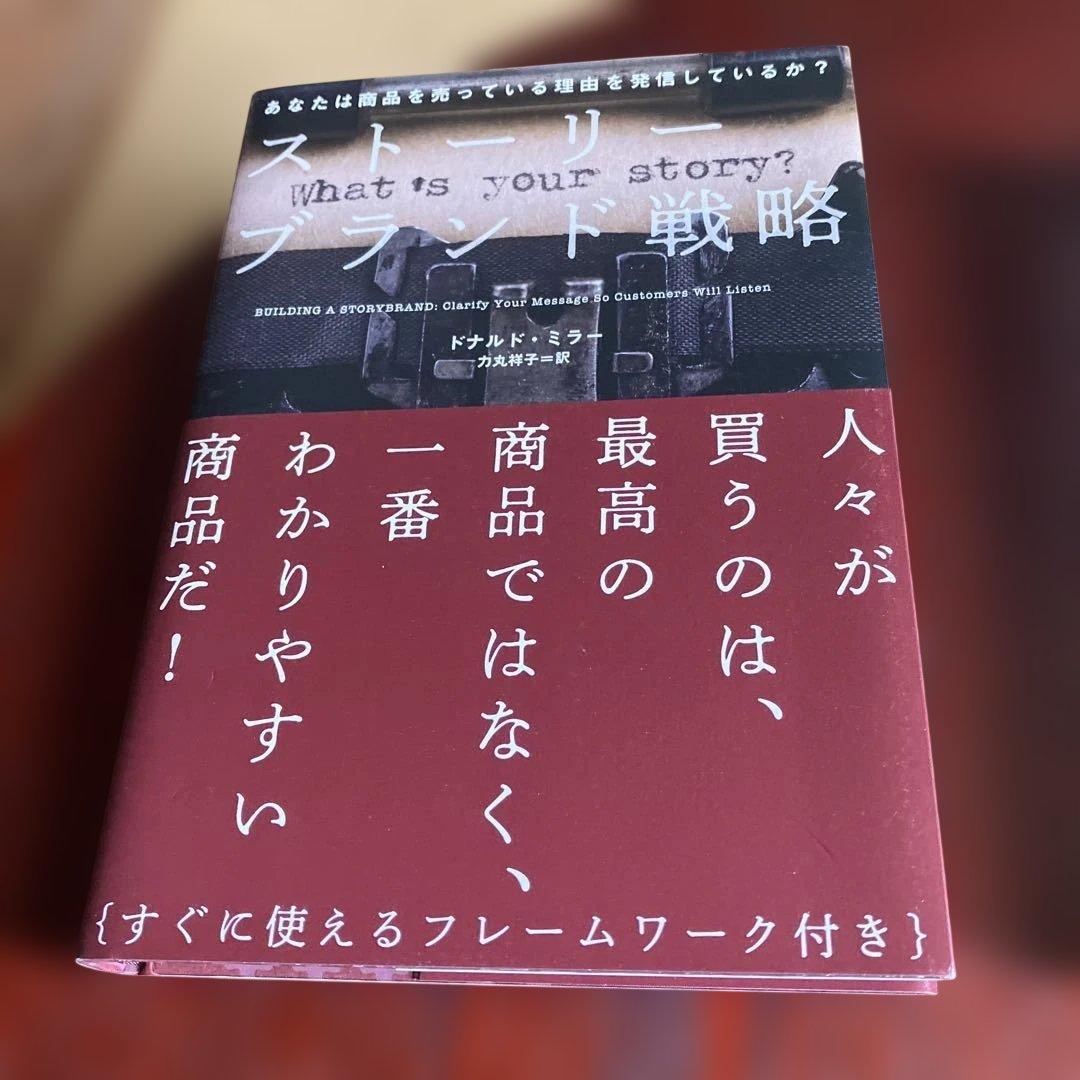 あなたは商品を売っている理由を発信しているか？
ストーリー
What's your story?
ブランド戦略
BUILDING A STORYBRAND: Clarify Your Message So Customers Will Listen
ドナルド・ミラー
力丸祥子＝訳
人々が
買うのは、
最高の
商品ではなく、
一番
わかりやすい
商品だ！
{すぐに使えるフレームワーク付き}